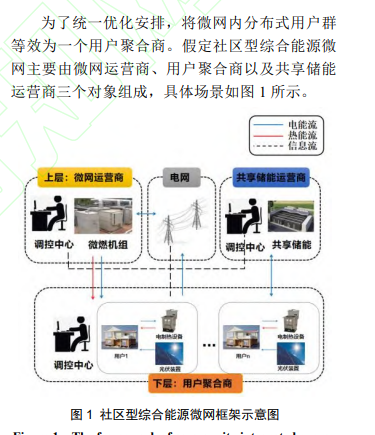 为了统一优化安排，将微网内分布式用户群
等效为一个用户聚合商。假定社区型综合能源微
网主要由微网运营商、用户聚合商以及共享储能
运营商三个对象组成，具体场景如图 1 所示。
电能流
热能流
信息流
上层：微网运营商
电网
共享储能运营商
调控中心
微燃机组
调控中心
共享储能
调控中心
用户1
电制热设备
光伏装置
...
用户n
电制热设备
光伏装置
下层：用户聚合商
图 1 社区型综合能源微网框架示意图